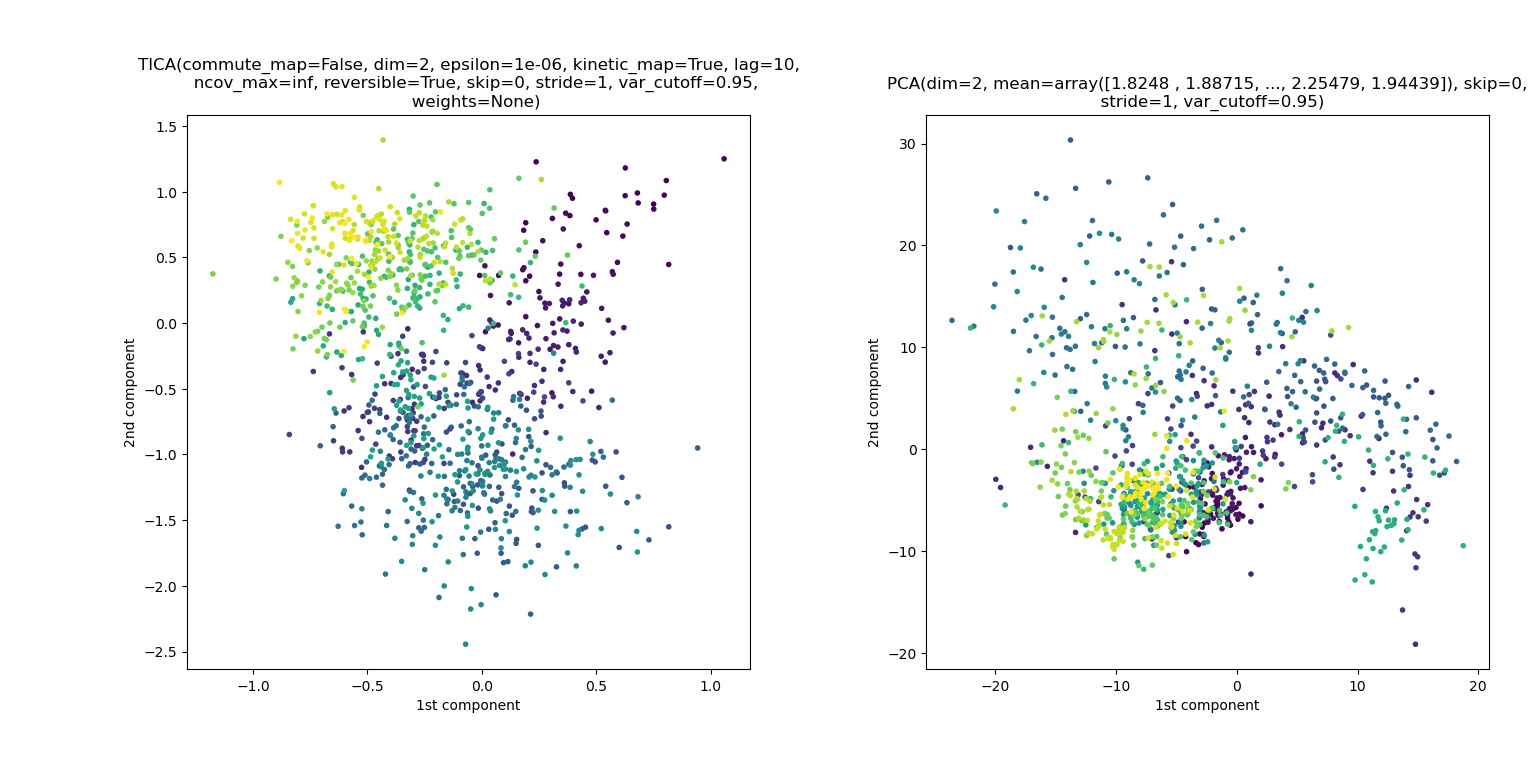 TICA(commute_map=False, dim=2, epsilon=1e-06, kinetic_map=True, lag=10,
ncov_max=inf, reversible=True, skip=0, stride=1, var_cutoff=0.95,
weights=None)
1.5
1.0
0.5
0.0
−0.5
−1.0
−1.5
−2.0
−2.5
2nd component
−1.0
−0.5
0.0
0.5
1.0
1st component
PCA(dim=2, mean=array([1.8248 , 1.88715, ..., 2.25479, 1.94439]), skip=0,
stride=1, var_cutoff=0.95)
30
20
10
0
−10
−20
2nd component
−20
−10
0
10
20
1st component